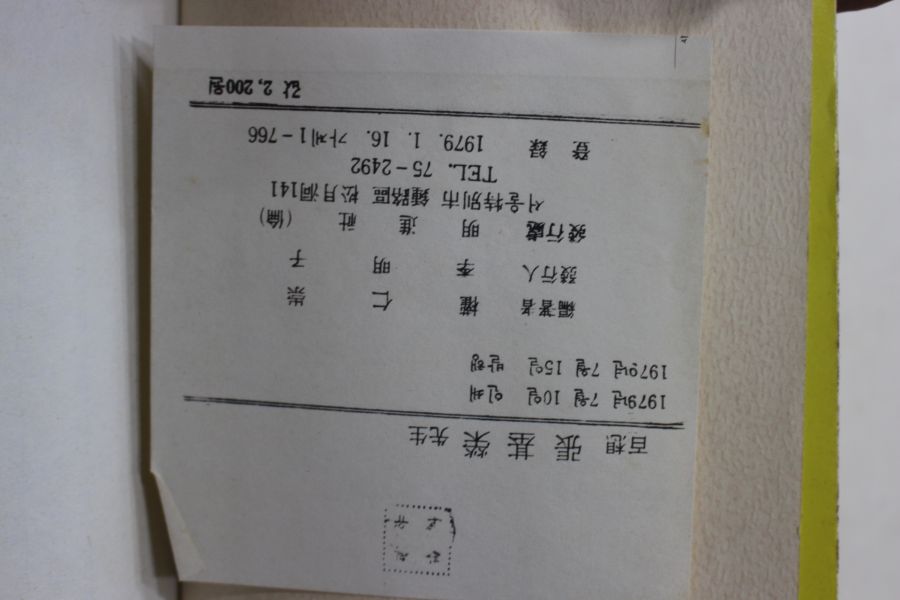 百想 張 基 榮 先生
1979년 7월 10일 인쇄
1979년 7월 15일 발행
編著者 權 仁 崇
發行人 李 明 子
發行處 明 進 社 (倫)
서울特別市 鍾路區 松月洞141
TEL. 75-2492
登 錄 1979. 1. 16. 가제1-766
값 2,200원